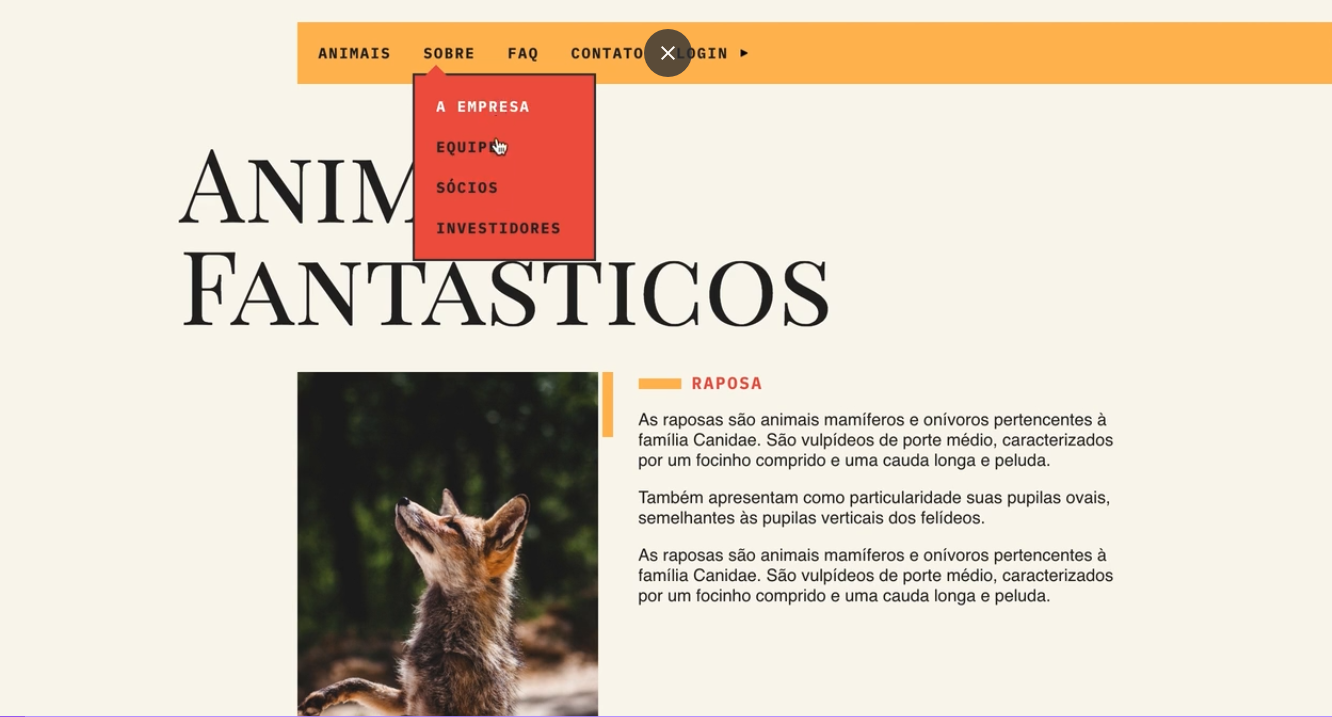 ANIMAIS SOBRE FAQ CONTATO LOGIN ▸
A EMPRESA
EQUIPE
SÓCIOS
INVESTIDORES
FANTASTICOS
RAPOSA
As raposas são animais mamíferos e onívoros pertencentes à
família Canidae. São vulpídeos de porte médio, caracterizados
por um focinho comprido e uma cauda longa e peluda.
Também apresentam como particularidade suas pupilas ovais,
semelhantes às pupilas verticais dos felídeos.
As raposas são animais mamíferos e onívoros pertencentes à
família Canidae. São vulpídeos de porte médio, caracterizados
por um focinho comprido e uma cauda longa e peluda.